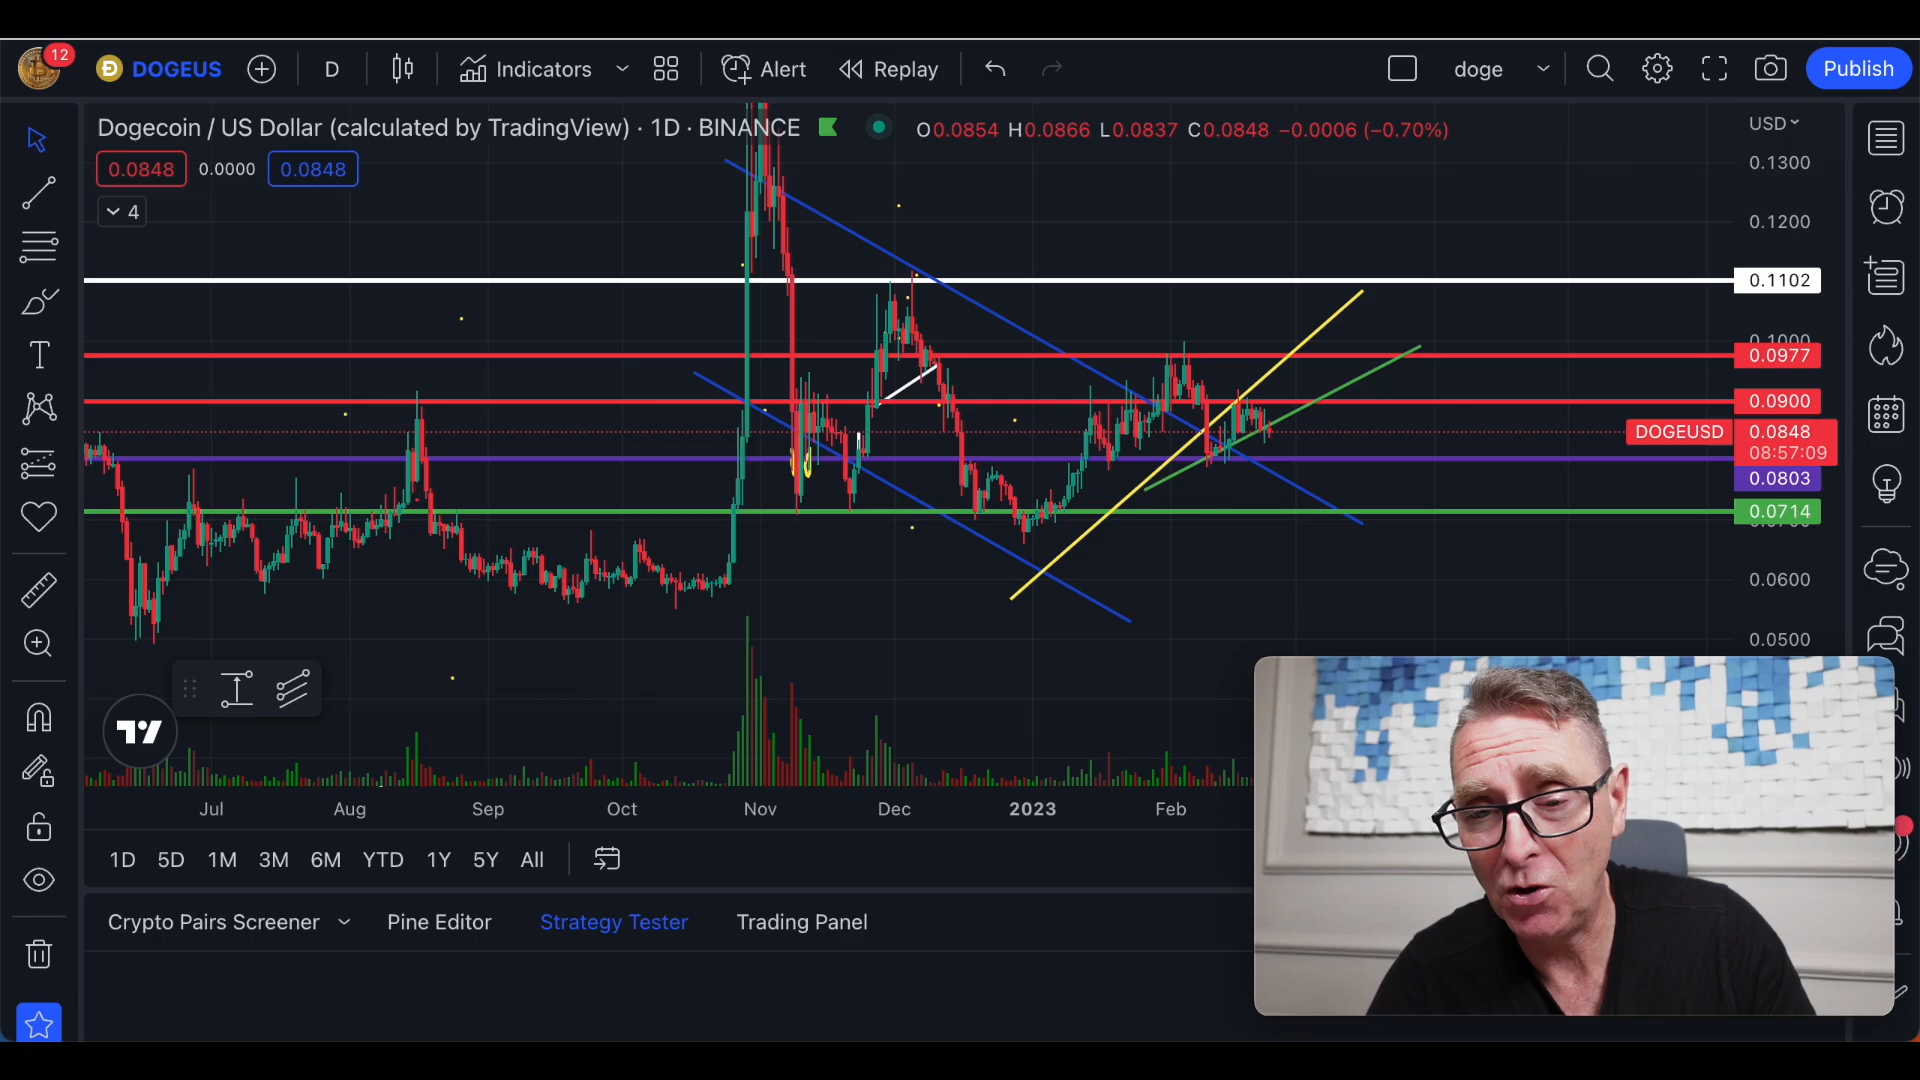 12
DOGEUS
D
Indicators
Alert
Replay
doge
Publish
Dogecoin / US Dollar (calculated by TradingView) · 1D · BINANCE
O0.0854 H0.0866 L0.0837 C0.0848 −0.0006 (−0.70%)
USD
0.0848
0.0000
0.0848
4
0.1300
0.1200
0.1102
0.1000
0.0977
0.0900
DOGEUSD
0.0848
08:57:09
0.0803
0.0714
0.0600
0.0500
Jul
Aug
Sep
Oct
Nov
Dec
2023
Feb
1D
5D
1M
3M
6M
YTD
1Y
5Y
All
Crypto Pairs Screener
Pine Editor
Strategy Tester
Trading Panel